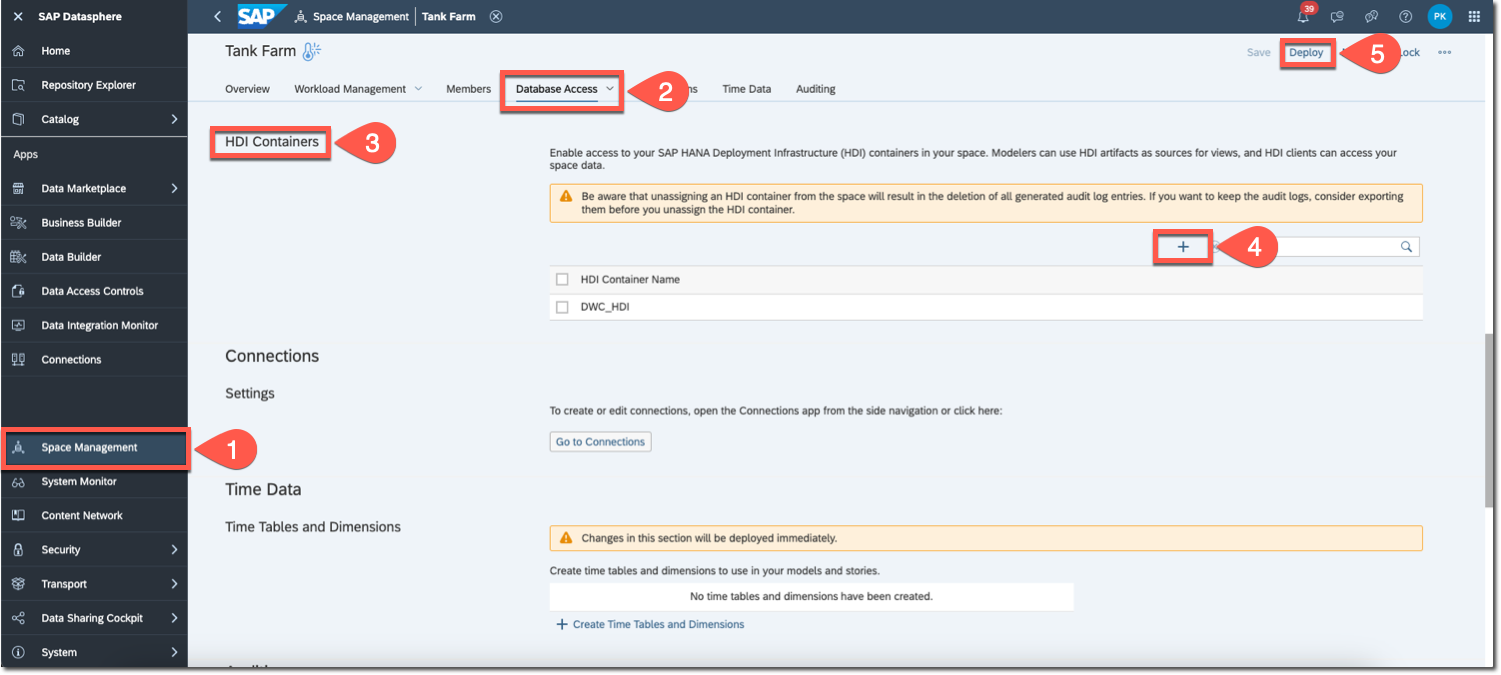 SAP Datasphere
SAP Space Management Tank Farm
39
PK
Home
Repository Explorer
Catalog
Apps
Data Marketplace
Business Builder
Data Builder
Data Access Controls
Data Integration Monitor
Connections
Space Management
1
System Monitor
Content Network
Security
Transport
Data Sharing Cockpit
System
Tank Farm
Save Deploy 5 ock
Overview Workload Management Members Database Access 2 ns Time Data Auditing
HDI Containers 3
Enable access to your SAP HANA Deployment Infrastructure (HDI) containers in your space. Modelers can use HDI artifacts as sources for views, and HDI clients can access your
space data.
Be aware that unassigning an HDI container from the space will result in the deletion of all generated audit log entries. If you want to keep the audit logs, consider exporting
them before you unassign the HDI container.
+ 4
HDI Container Name
DWC_HDI
Connections
Settings
To create or edit connections, open the Connections app from the side navigation or click here:
Go to Connections
Time Data
Time Tables and Dimensions
Changes in this section will be deployed immediately.
Create time tables and dimensions to use in your models and stories.
No time tables and dimensions have been created.
+ Create Time Tables and Dimensions